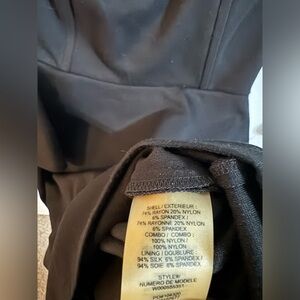 SHELL / EXTERIEUR :
74% RAYON 20% NYLON
6% SPANDEX /
74% RAYONNE 20% NYLON
6% SPANDEX
COMBO / COMBO :
100% NYLON /
100% NYLON
LINING / DOUBLURE :
94% SILK 6% SPANDEX /
94% SOIE 6% SPANDEX
STYLE#
NUMERO DE MODELE